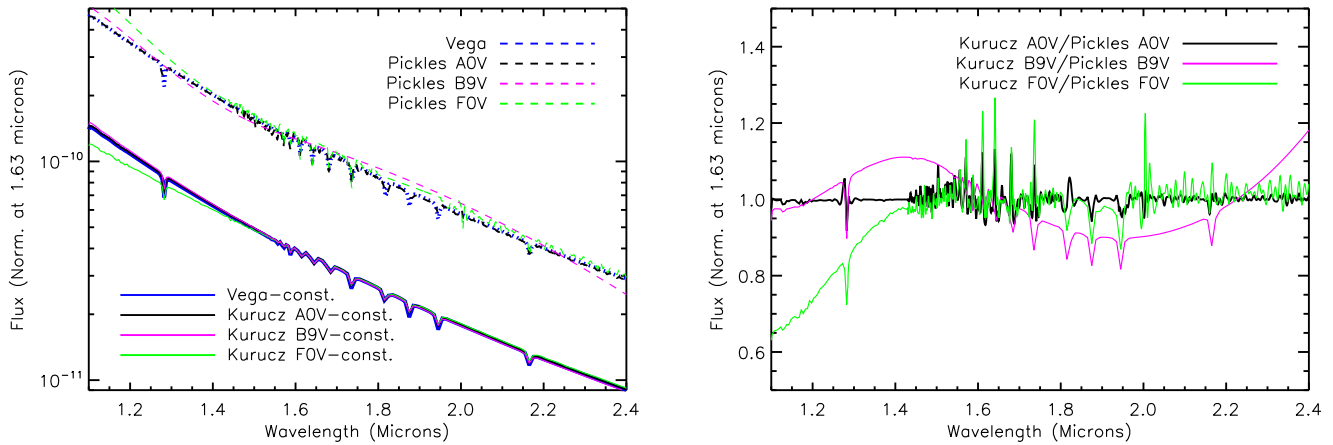 Flux (Norm. at 1.63 microns)
10⁻¹⁰
10⁻¹¹
Vega
Pickles A0V
Pickles B9V
Pickles F0V
Vega−const.
Kurucz A0V−const.
Kurucz B9V−const.
Kurucz F0V−const.
1.2 1.4 1.6 1.8 2.0 2.2 2.4
Wavelength (Microns)
Flux (Norm. at 1.63 microns)
1.4
1.2
1.0
0.8
0.6
Kurucz A0V/Pickles A0V
Kurucz B9V/Pickles B9V
Kurucz F0V/Pickles F0V
1.2 1.4 1.6 1.8 2.0 2.2 2.4
Wavelength (Microns)